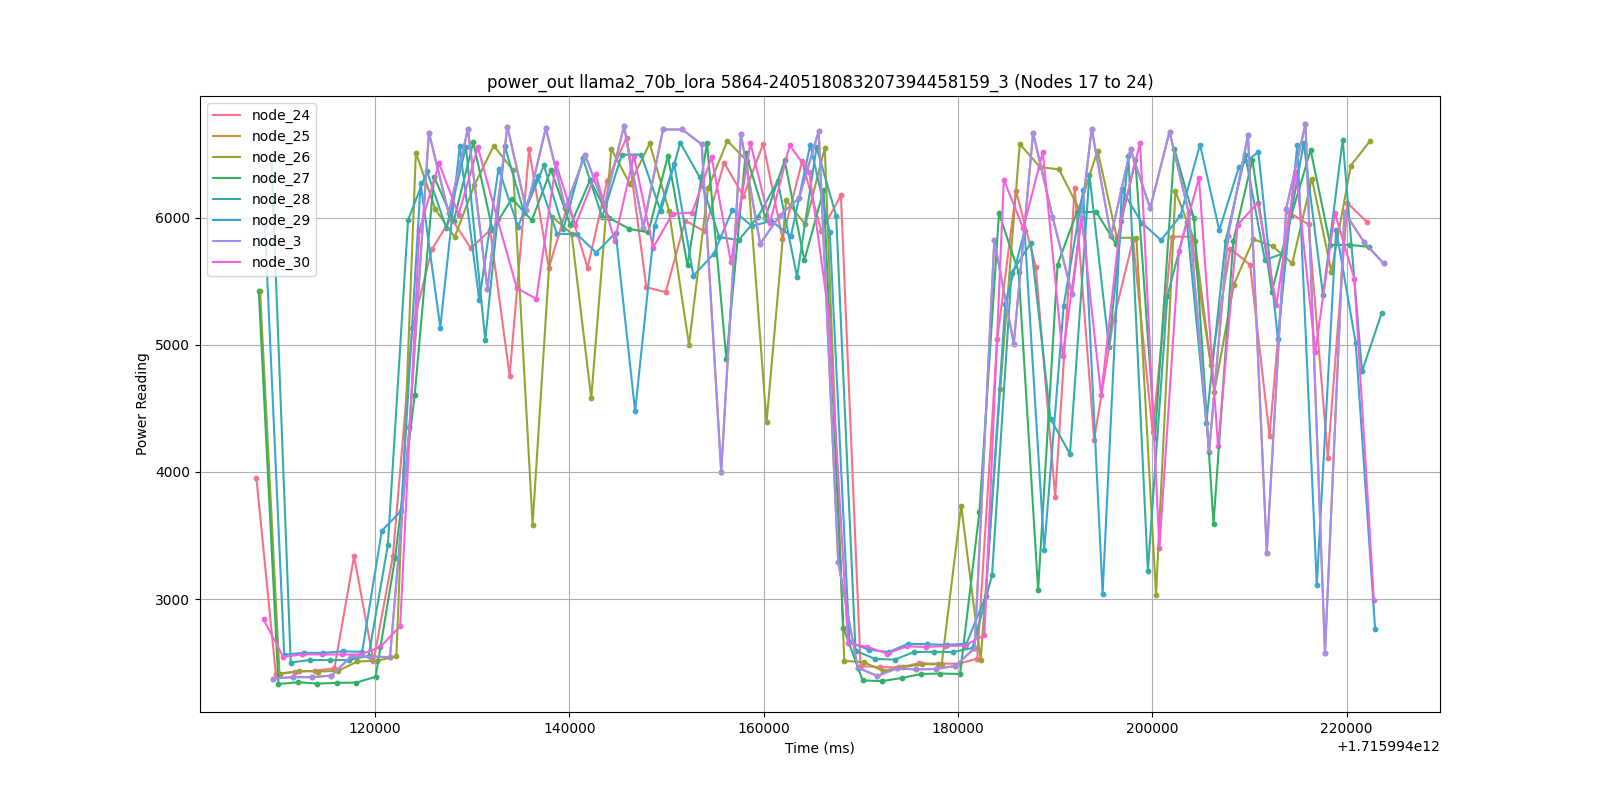 power_out llama2_70b_lora 5864-240518083207394458159_3 (Nodes 17 to 24)
node_24
node_25
node_26
node_27
node_28
node_29
node_3
node_30
6000
5000
4000
3000
Power Reading
120000 140000 160000 180000 200000 220000
Time (ms)
+1.715994e12